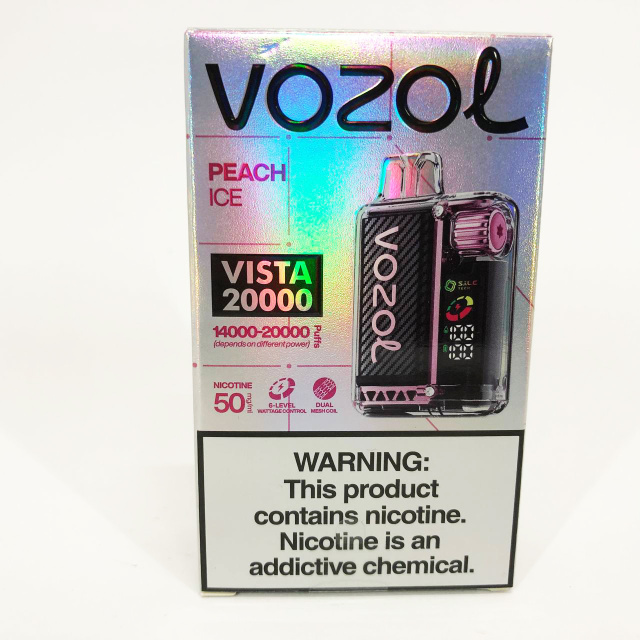 VOZOL
PEACH
ICE
VISTA
20000
14000-20000 Puffs
(depends on different power)
NICOTINE
50 mg/ml
6-LEVEL
WATTAGE CONTROL
DUAL
MESH COIL
VOZOL
WARNING:
This product
contains nicotine.
Nicotine is an
addictive chemical.